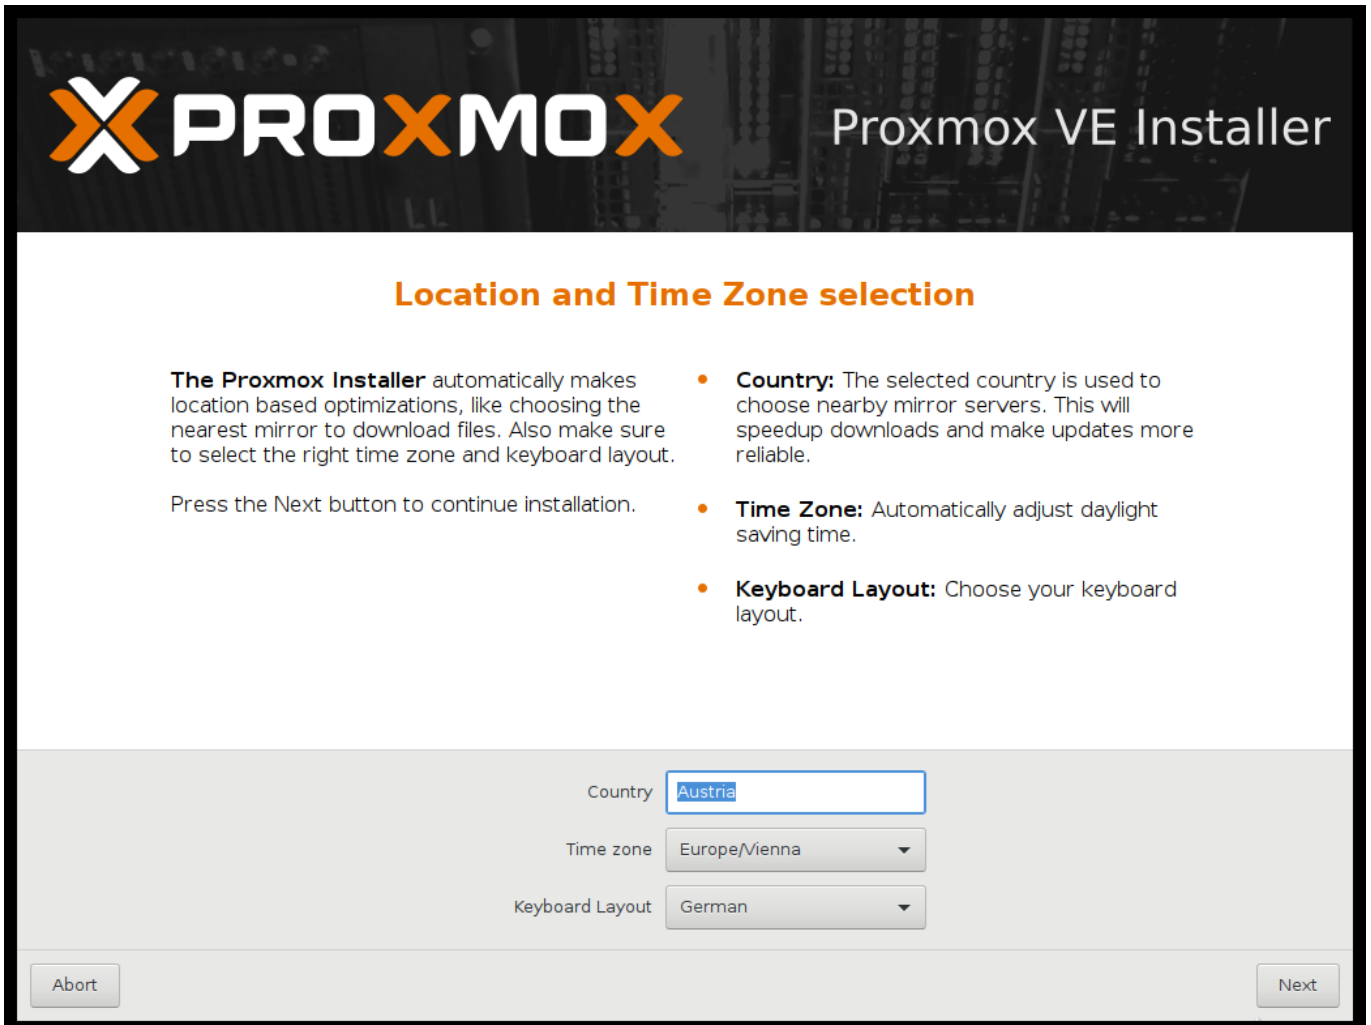 PROXMOX
Proxmox VE Installer
Location and Time Zone selection
The Proxmox Installer automatically makes
location based optimizations, like choosing the
nearest mirror to download files. Also make sure
to select the right time zone and keyboard layout.
Press the Next button to continue installation.
Country: The selected country is used to
choose nearby mirror servers. This will
speedup downloads and make updates more
reliable.
Time Zone: Automatically adjust daylight
saving time.
Keyboard Layout: Choose your keyboard
layout.
Country Austria
Time zone Europe/Vienna
Keyboard Layout German
Abort Next